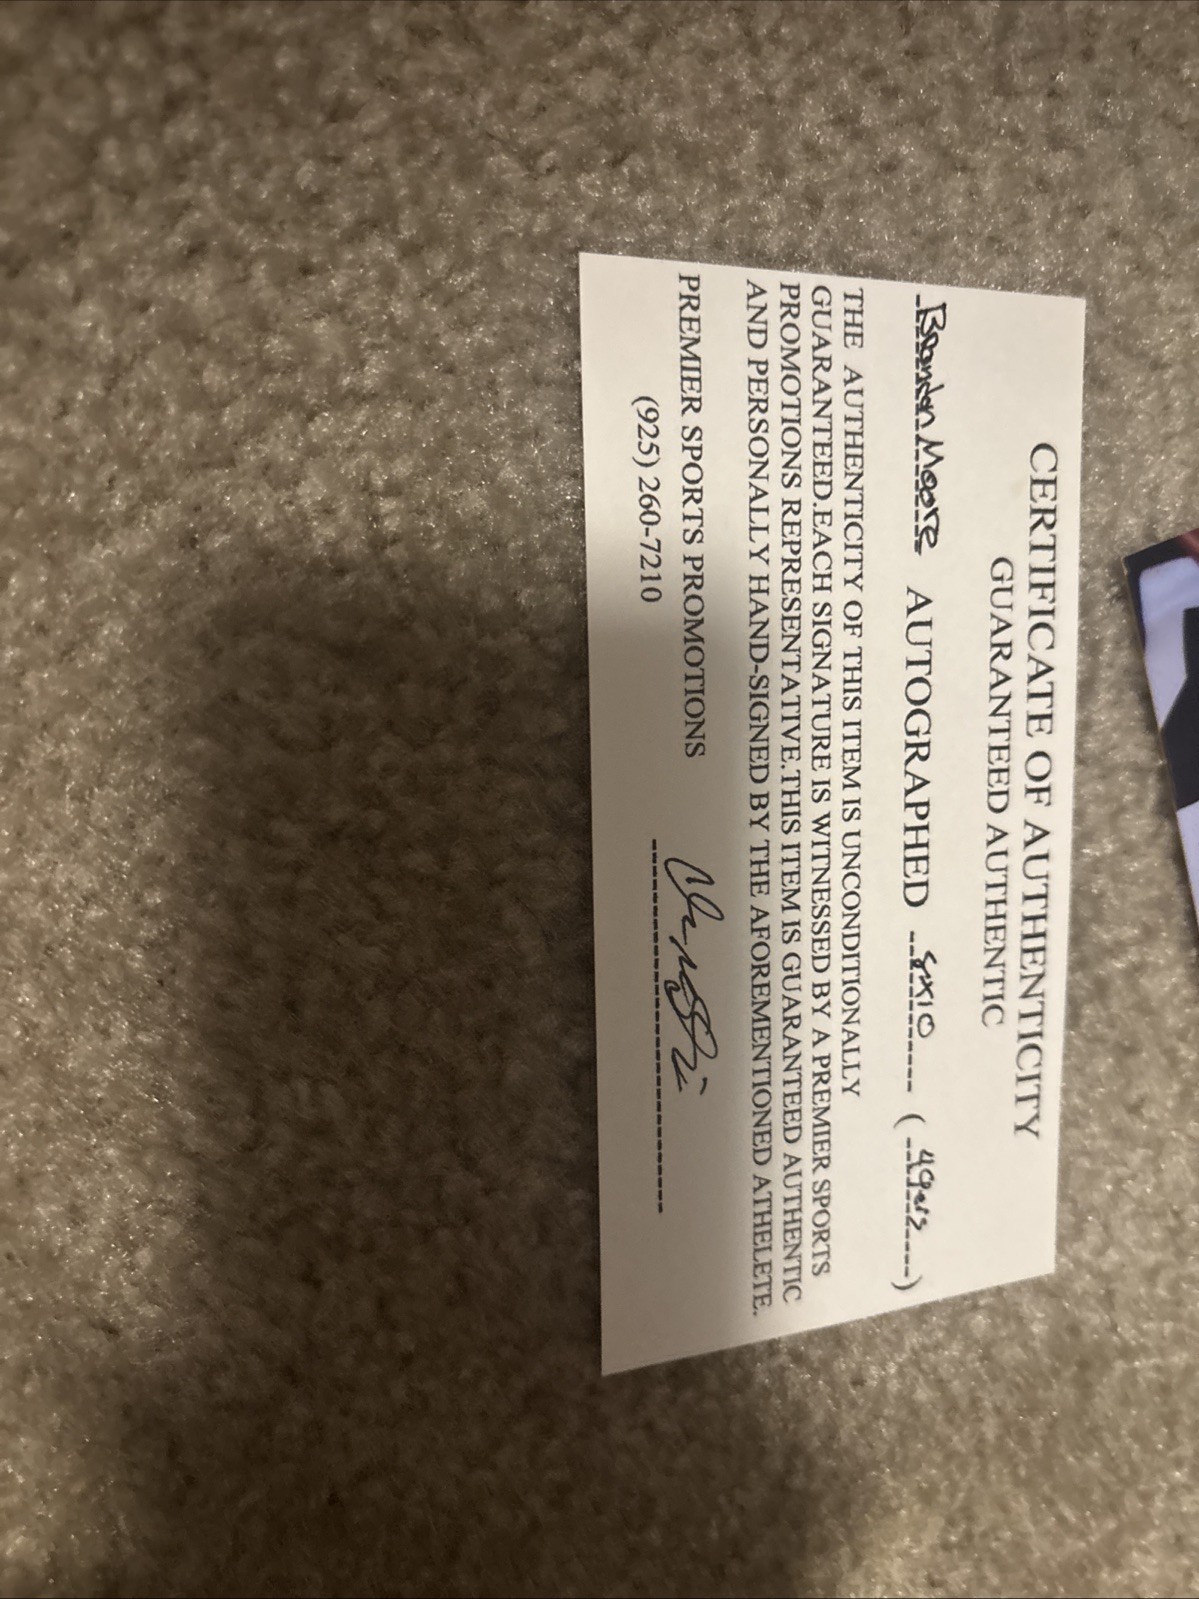 CERTIFICATE OF AUTHENTICITY
GUARANTEED AUTHENTIC
Brandon Moore AUTOGRAPHED 8x10 ( 49ers )
THE AUTHENTICITY OF THIS ITEM IS UNCONDITIONALLY
GUARANTEED.EACH SIGNATURE IS WITNESSED BY A PREMIER SPORTS
PROMOTIONS REPRESENTATIVE.THIS ITEM IS GUARANTEED AUTHENTIC
AND PERSONALLY HAND-SIGNED BY THE AFOREMENTIONED ATHELETE.
PREMIER SPORTS PROMOTIONS
(925) 260-7210